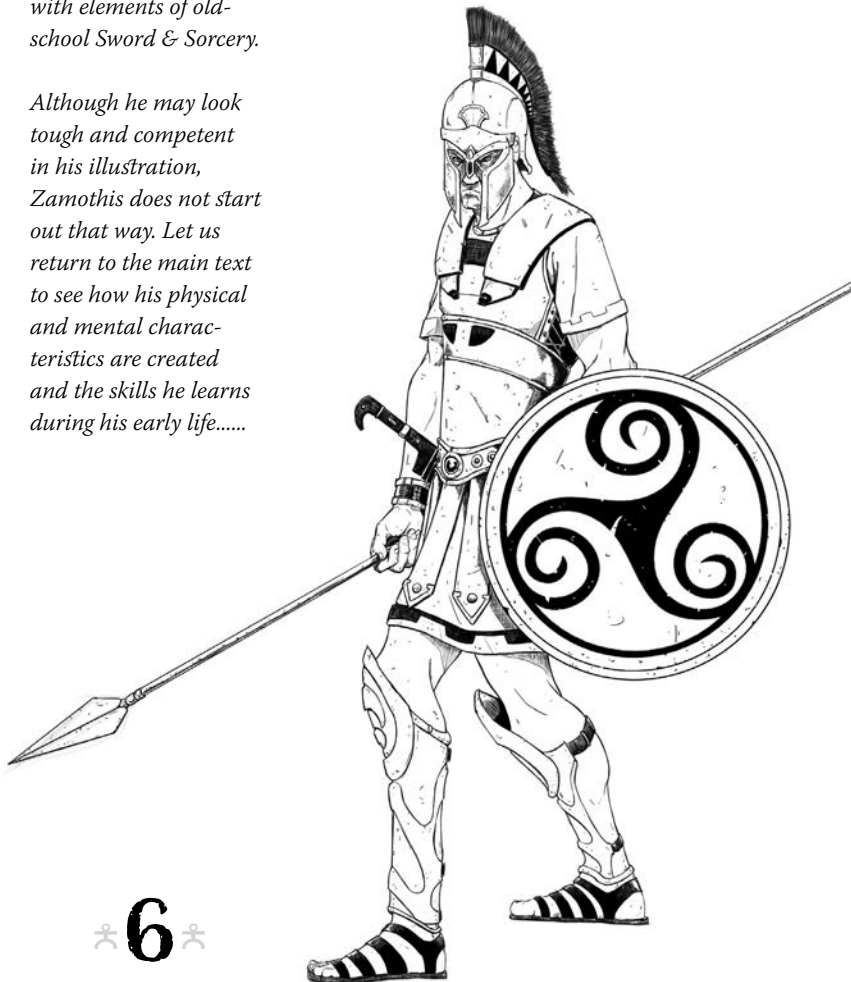 with elements of old-
school Sword & Sorcery.
Although he may look
tough and competent
in his illustration,
Zamothis does not start
out that way. Let us
return to the main text
to see how his physical
and mental charac-
teristics are created
and the skills he learns
during his early life......
6